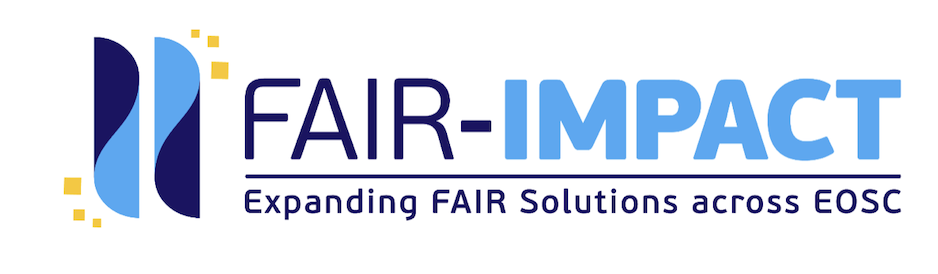 FAIR-IMPACT
Expanding FAIR Solutions across EOSC